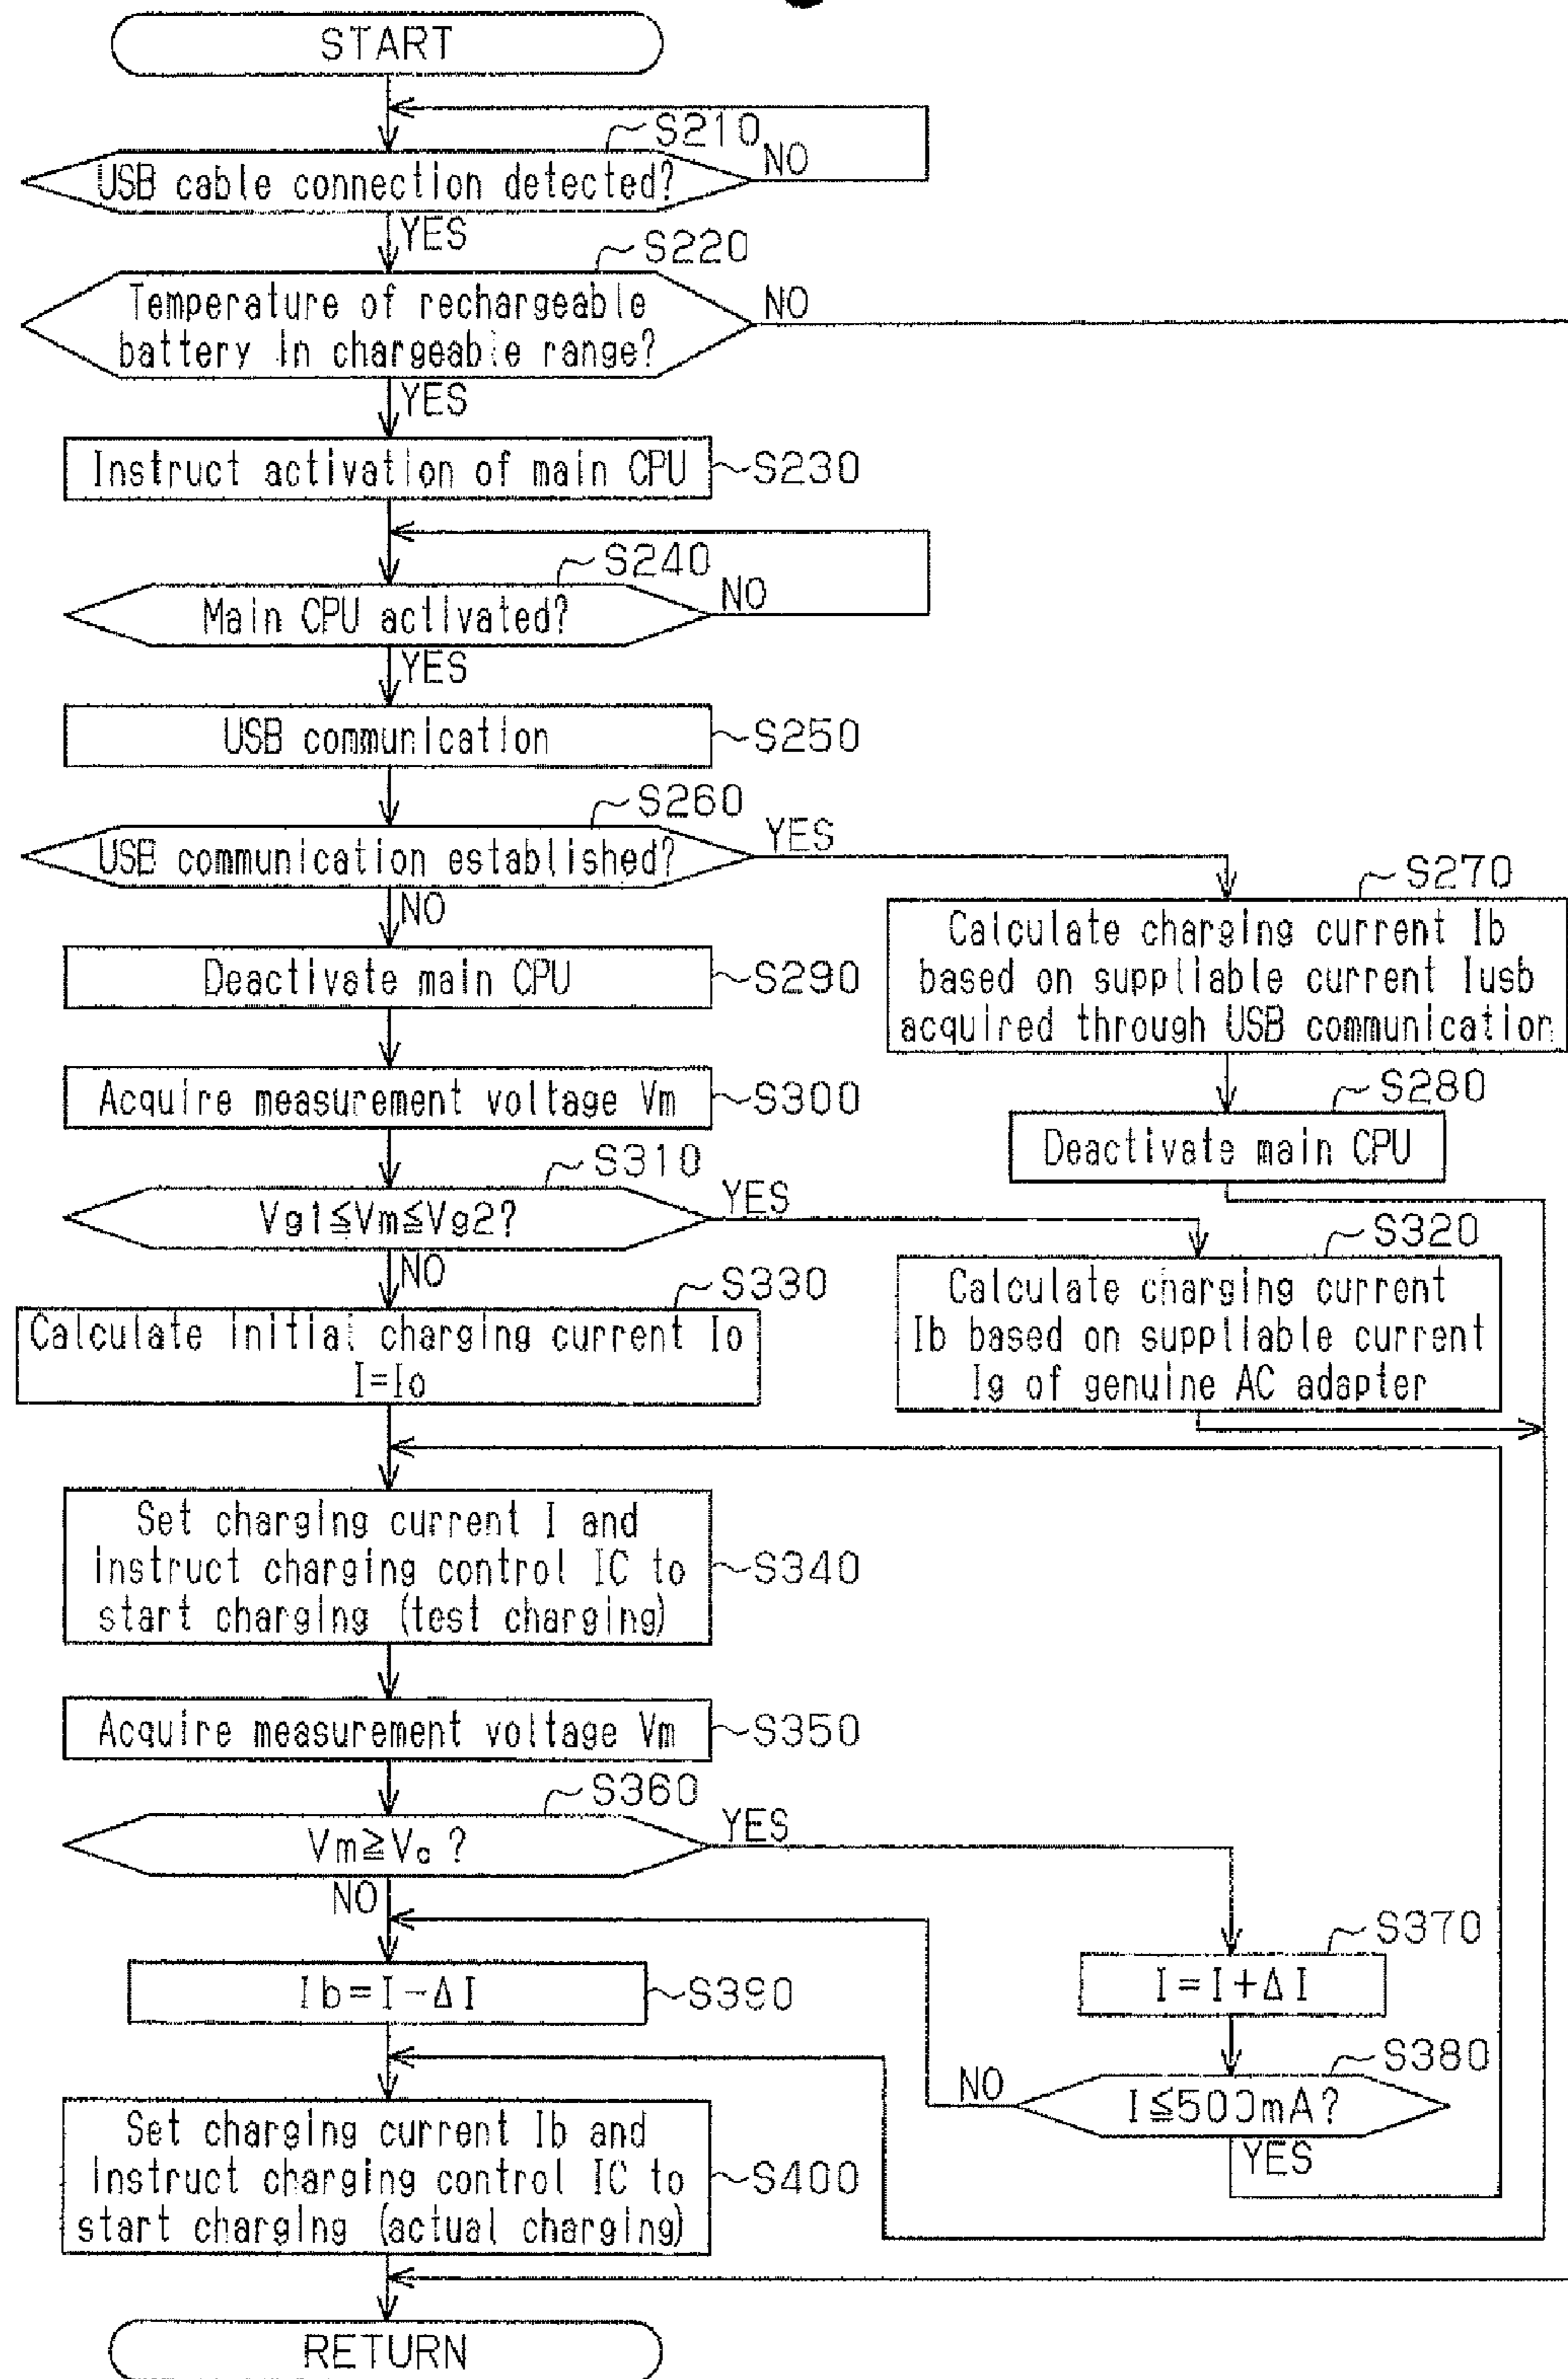 START
S210
USB cable connection detected?
NO
YES
S220
Temperature of rechargeable
battery in chargeable range?
NO
YES
Instruct activation of main CPU
S230
S240
Main CPU activated?
NO
YES
USB communication
S250
S260
USB communication established?
YES
NO
S270
Calculate charging current Ib
based on suppliable current Iusb
acquired through USB communication
Deactivate main CPU
S290
S280
Deactivate main CPU
Acquire measurement voltage Vm
S300
S310
Vg1≦Vm≦Vg2?
YES
NO
S320
Calculate charging current
Ib based on suppliable current
Ig of genuine AC adapter
S330
Calculate initial charging current Io
I=Io
Set charging current I and
instruct charging control IC to
start charging (test charging)
S340
Acquire measurement voltage Vm
S350
S360
Vm≧Vc?
YES
NO
S370
I=I+ΔI
Ib=I-ΔI
S390
S380
I≦500mA?
NO
YES
Set charging current Ib and
instruct charging control IC to
start charging (actual charging)
S400
RETURN